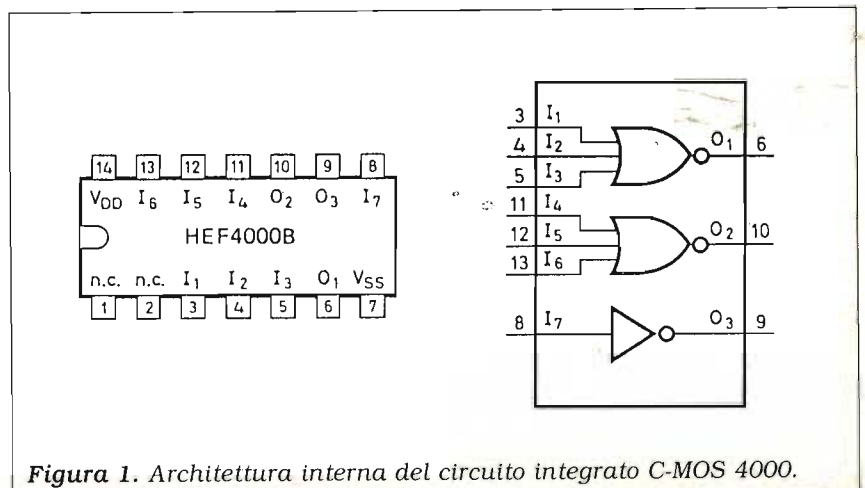 14 13 12 11 10 9 8
V_DD I₆ I₅ I₄ O₂ O₃ I₇
HEF4000B
n.c. n.c. I₁ I₂ I₃ O₁ V_SS
1 2 3 4 5 6 7
3 I₁
4 I₂ O₁ 6
5 I₃
11 I₄
12 I₅ O₂ 10
13 I₆
8 I₇ O₃ 9
Figura 1. Architettura interna del circuito integrato C-MOS 4000.